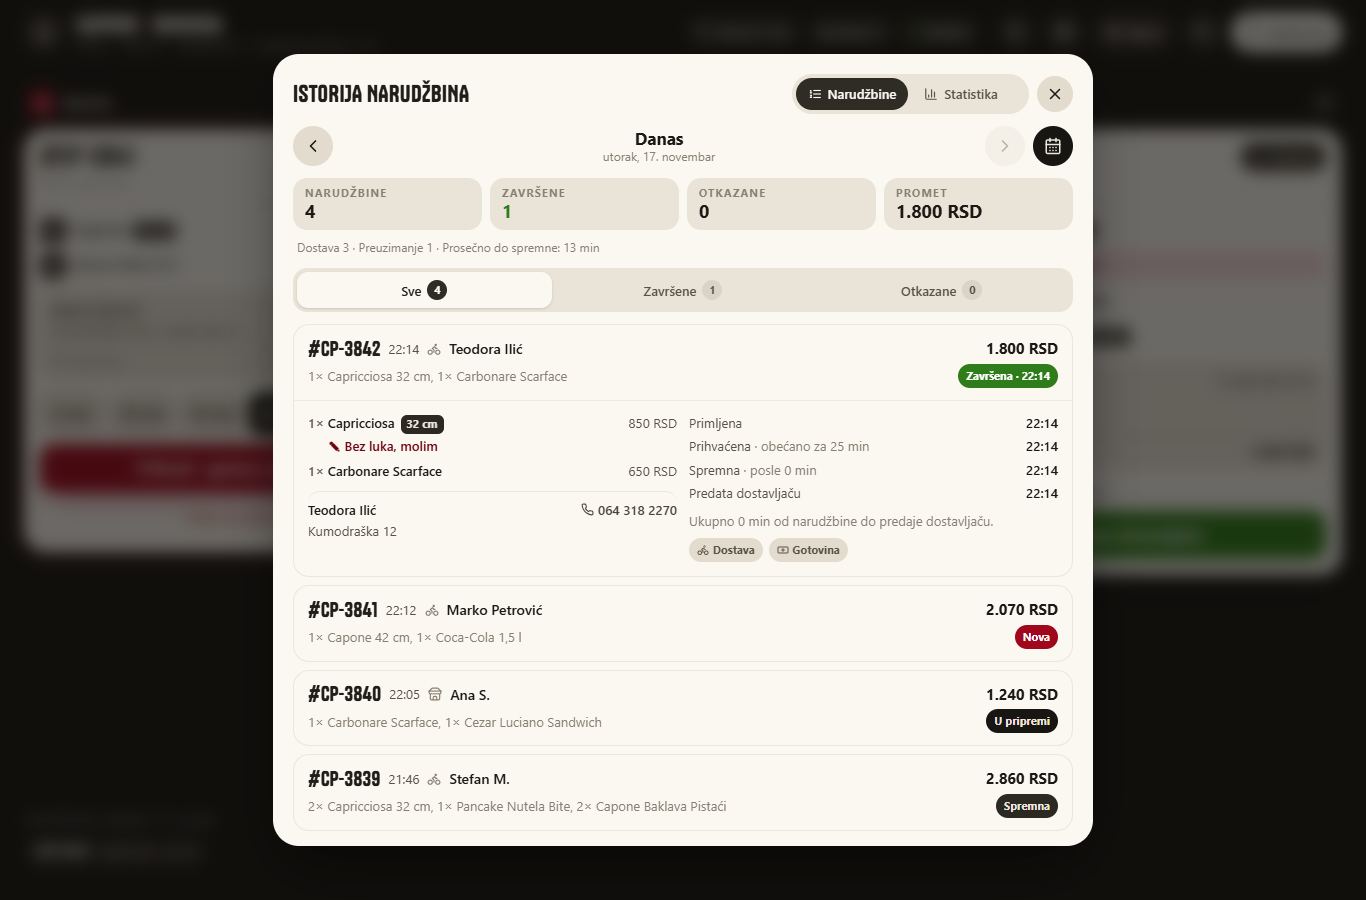 ISTORIJA NARUDŽBINA
Narudžbine
Statistika
Danas
utorak, 17. novembar
NARUDŽBINE
4
ZAVRŠENE
1
OTKAZANE
0
PROMET
1.800 RSD
Dostava 3 · Preuzimanje 1 · Prosečno do spremne: 13 min
Sve 4
Završene 1
Otkazane 0
#CP-3842 22:14 Teodora Ilić 1.800 RSD
1× Capricciosa 32 cm, 1× Carbonare Scarface Završena · 22:14
1× Capricciosa 32 cm 850 RSD
Bez luka, molim
1× Carbonare Scarface 650 RSD
Teodora Ilić 064 318 2270
Kumodraška 12
Primljena 22:14
Prihvaćena · obećano za 25 min 22:14
Spremna · posle 0 min 22:14
Predata dostavljaču 22:14
Ukupno 0 min od narudžbine do predaje dostavljaču.
Dostava Gotovina
#CP-3841 22:12 Marko Petrović 2.070 RSD
1× Capone 42 cm, 1× Coca-Cola 1,5 l Nova
#CP-3840 22:05 Ana S. 1.240 RSD
1× Carbonare Scarface, 1× Cezar Luciano Sandwich U pripremi
#CP-3839 21:46 Stefan M. 2.860 RSD
2× Capricciosa 32 cm, 1× Pancake Nutela Bite, 2× Capone Baklava Pistaći Spremna